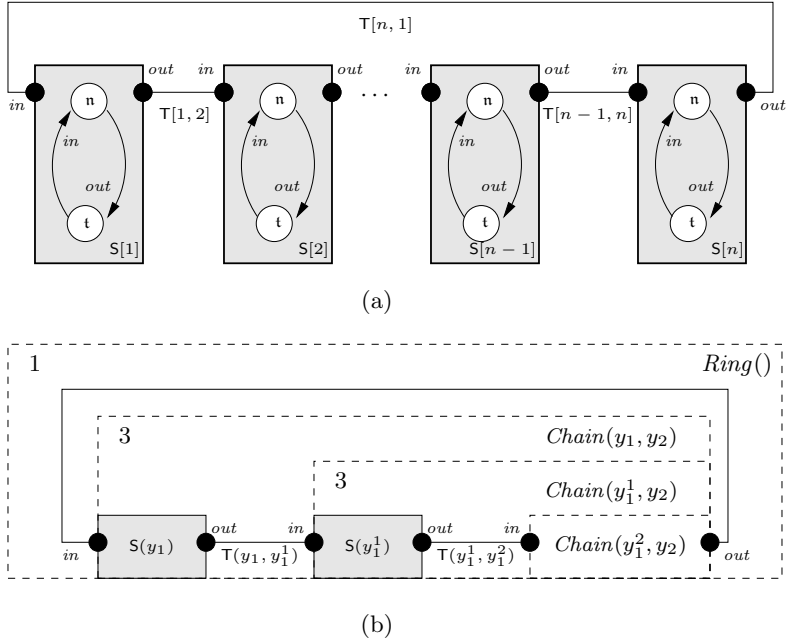 T[n, 1]
in out in out in out in out
T[1, 2] · · · T[n − 1, n]
𝔫 𝔫 𝔫 𝔫
in in in in
out out out out
𝔱 𝔱 𝔱 𝔱
S[1] S[2] S[n − 1] S[n]
(a)
1 Ring()
3 Chain(y₁, y₂)
3 Chain(y₁¹, y₂)
in S(y₁) out in S(y₁¹) out in Chain(y₁², y₂) out
T(y₁, y₁¹) T(y₁¹, y₁²)
(b)